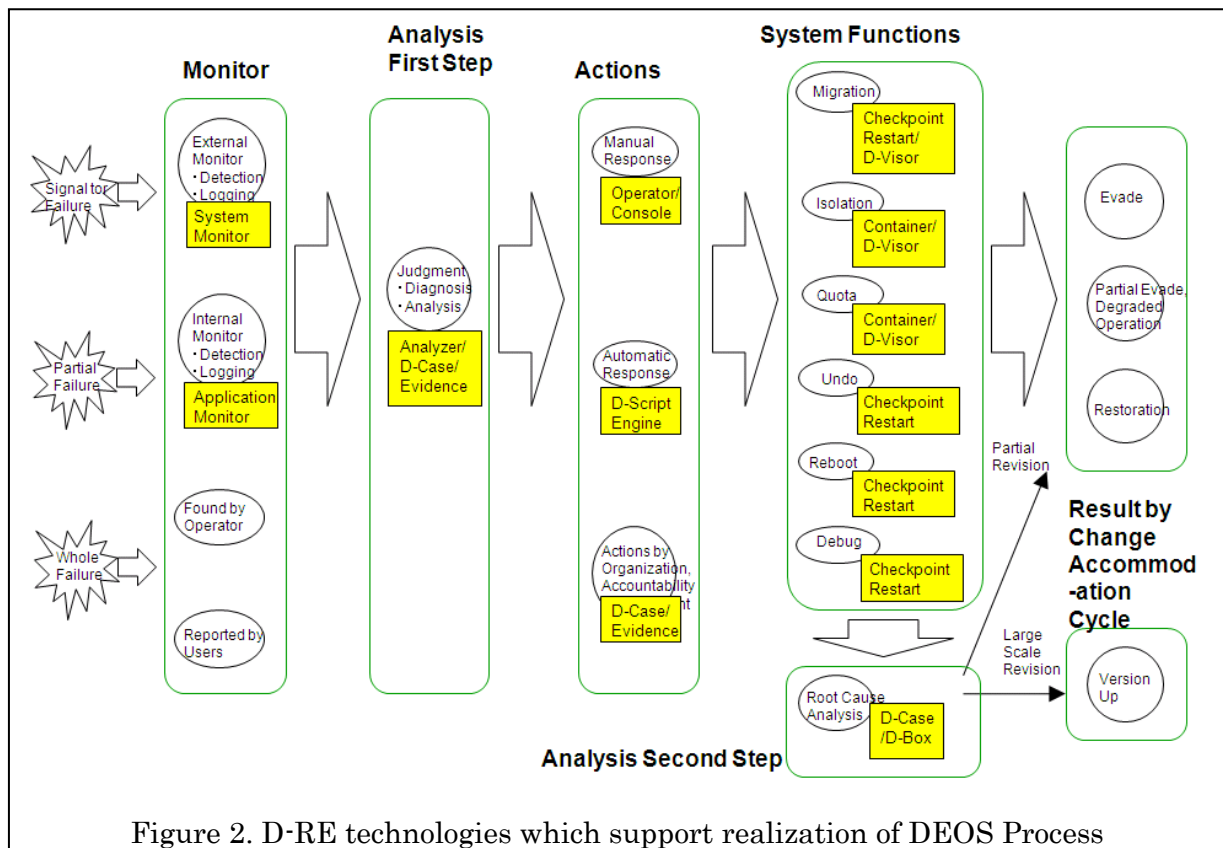 Monitor
Analysis
First Step
Actions
System Functions
Signal for
Failure
Partial
Failure
Whole
Failure
External
Monitor
・Detection
・Logging
System
Monitor
Internal
Monitor
・Detection
・Logging
Application
Monitor
Found by
Operator
Reported by
Users
Judgment
・Diagnosis
・Analysis
Analyzer/
D-Case/
Evidence
Manual
Response
Operator/
Console
Automatic
Response
D-Script
Engine
Actions by
Organization,
Accountability
D-Case/
Evidence
Migration
Checkpoint
Restart/
D-Visor
Isolation
Container/
D-Visor
Quota
Container/
D-Visor
Undo
Checkpoint
Restart
Reboot
Checkpoint
Restart
Debug
Checkpoint
Restart
Evade
Partial Evade,
Degraded
Operation
Restoration
Partial
Revision
Result by
Change
Accommod
-ation
Cycle
Large
Scale
Revision
Version
Up
Root Cause
Analysis
D-Case
/D-Box
Analysis Second Step
Figure 2. D-RE technologies which support realization of DEOS Process